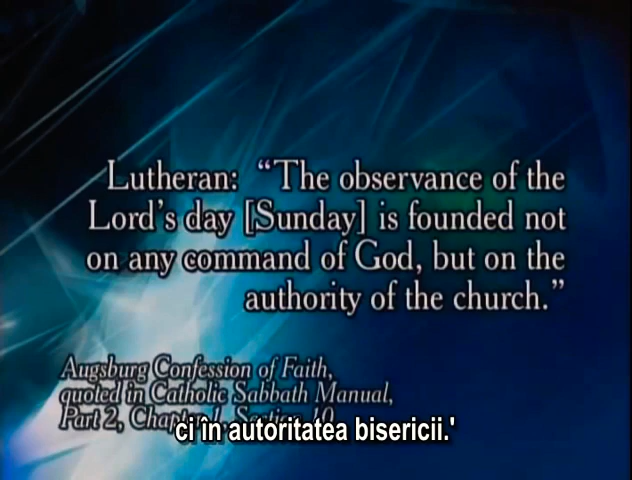 Lutheran: “The observance of the
Lord's day [Sunday] is founded not
on any command of God, but on the
authority of the church.”
Augsburg Confession of Faith,
quoted in Catholic Sabbath Manual,
Part 2, Chapter 1, Section 10
ci în autoritatea bisericii.'